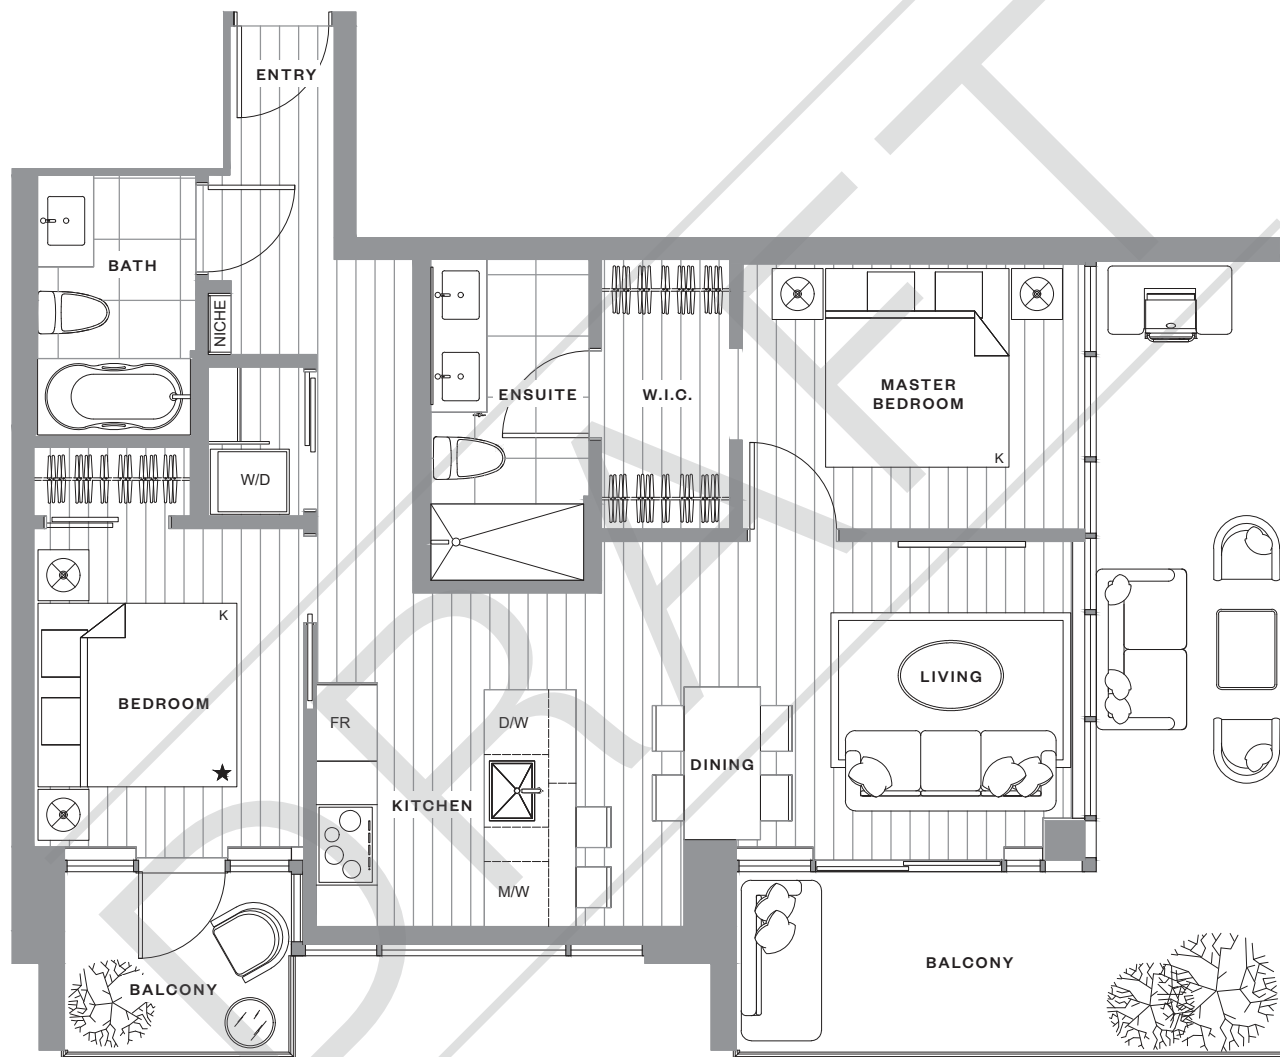 ENTRY
BATH
NICHE
ENSUITE
W.I.C.
MASTER
BEDROOM
K
W/D
K
BEDROOM
FR
D/W
LIVING
DINING
KITCHEN
M/W
BALCONY
BALCONY
DRAFT